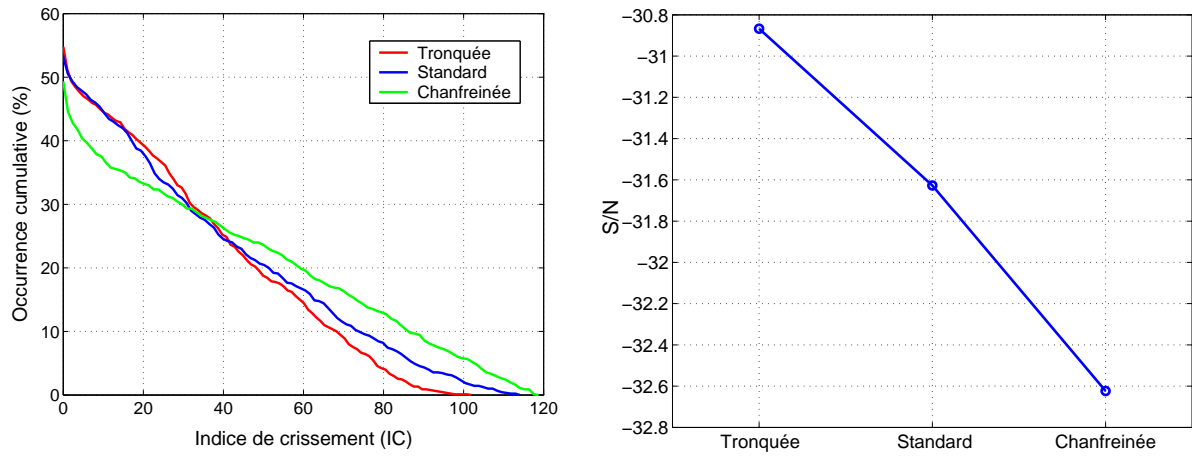 60
50
40
30
20
10
0
Occurrence cumulative (%)
0 20 40 60 80 100 120
Indice de crissement (IC)
Tronquée
Standard
Chanfreinée
−30.8
−31
−31.2
−31.4
−31.6
−31.8
−32
−32.2
−32.4
−32.6
−32.8
S/N
Tronquée Standard Chanfreinée